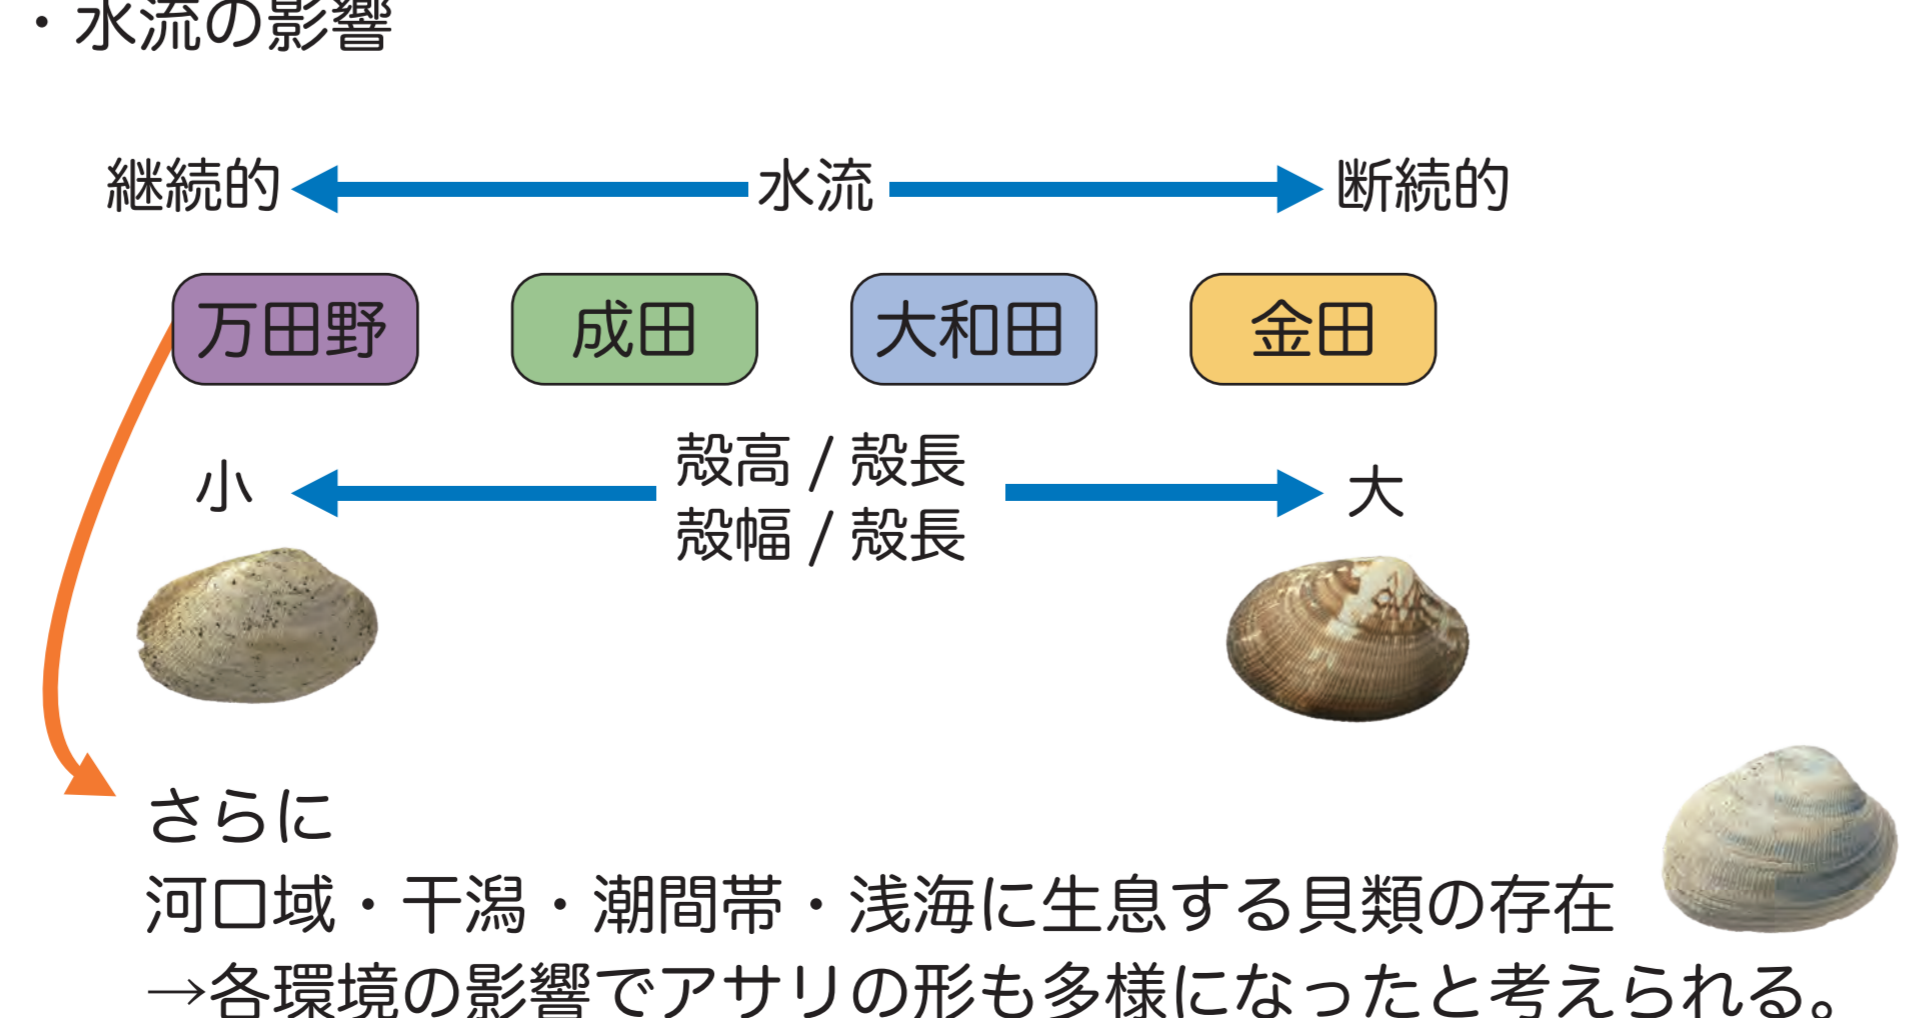 ・水流の影響
継続的 水流 断続的
万田野 成田 大和田 金田
殻高 / 殻長
小 大
殻幅 / 殻長
さらに
河口域・干潟・潮間帯・浅海に生息する貝類の存在
→各環境の影響でアサリの形も多様になったと考えられる。